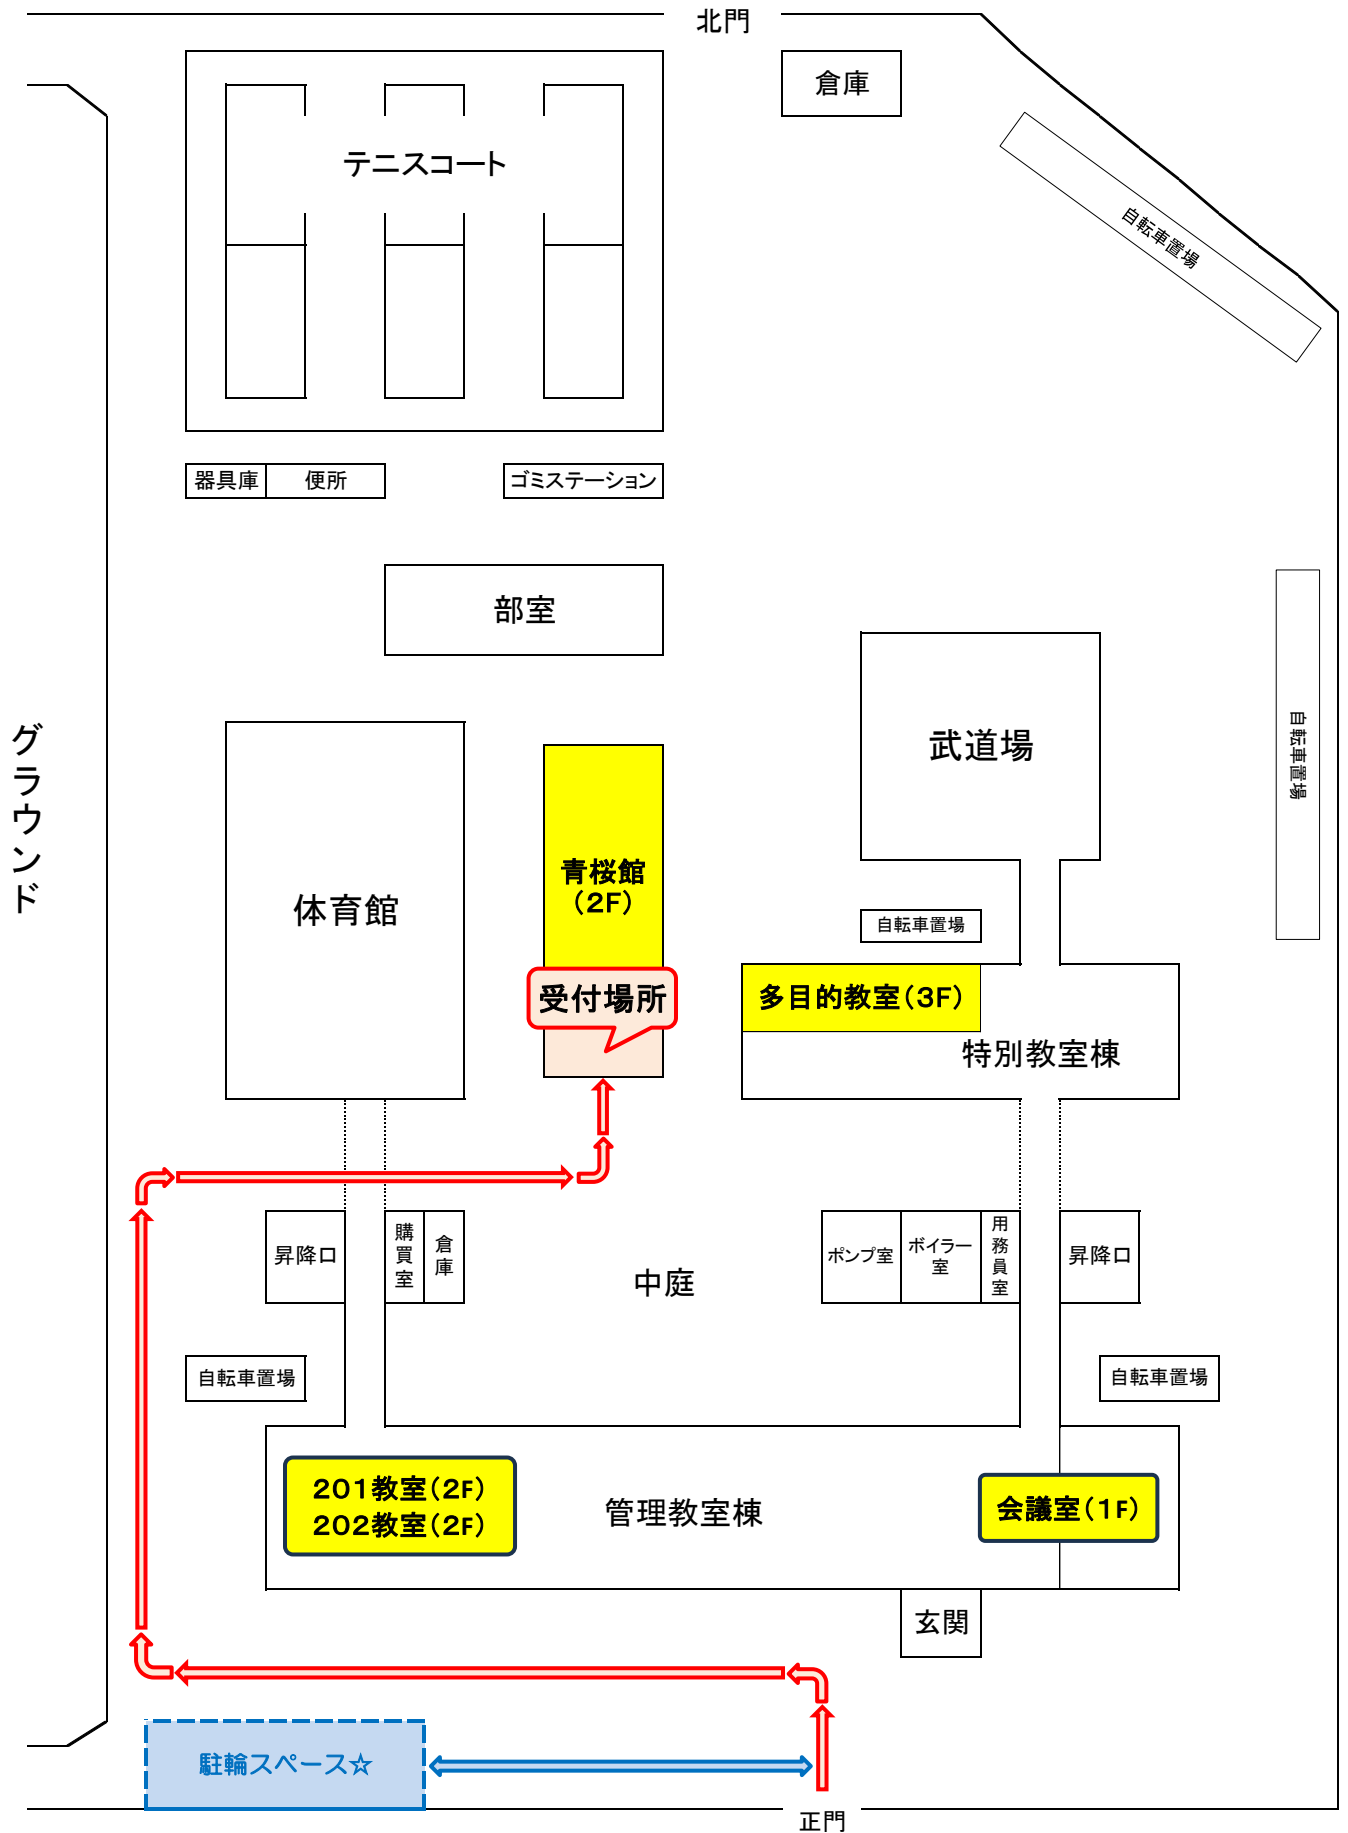 北門
倉庫
テニスコート
自転車置場
器具庫
便所
ゴミステーション
部室
武道場
自転車置場
グラウンド
体育館
青桜館
(2F)
自転車置場
受付場所
多目的教室(3F)
特別教室棟
昇降口
購買室
倉庫
中庭
ポンプ室
ボイラー
室
用務員室
昇降口
自転車置場
自転車置場
201教室(2F)
202教室(2F)
管理教室棟
会議室(1F)
玄関
駐輪スペース☆
正門